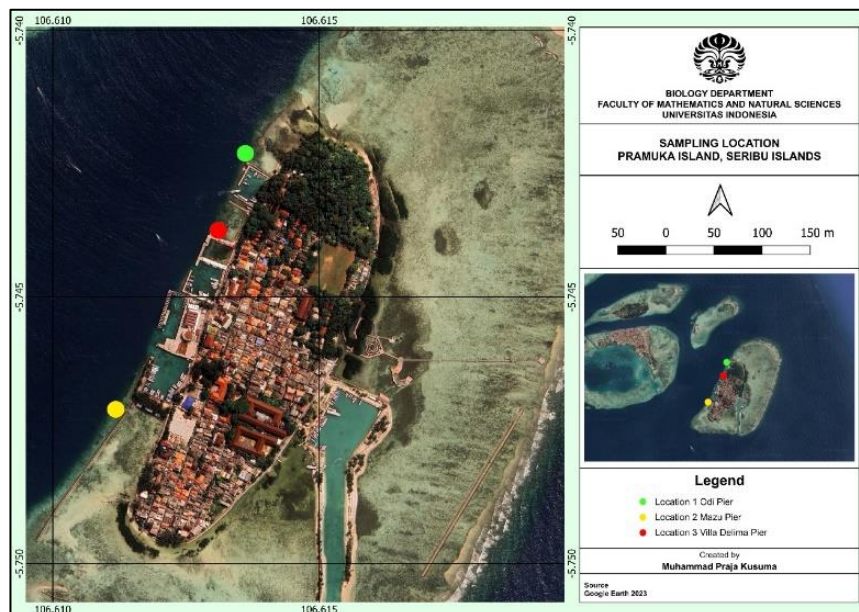 106.610
106.615
-5.740
-5.740
-5.745
-5.745
-5.750
-5.750
106.610
106.615
BIOLOGY DEPARTMENT
FACULTY OF MATHEMATICS AND NATURAL SCIENCES
UNIVERSITAS INDONESIA
SAMPLING LOCATION
PRAMUKA ISLAND, SERIBU ISLANDS
50 0 50 100 150 m
Legend
Location 1 Odi Pier
Location 2 Mazu Pier
Location 3 Villa Delima Pier
Created by
Muhammad Praja Kusuma
Source
Google Earth 2023